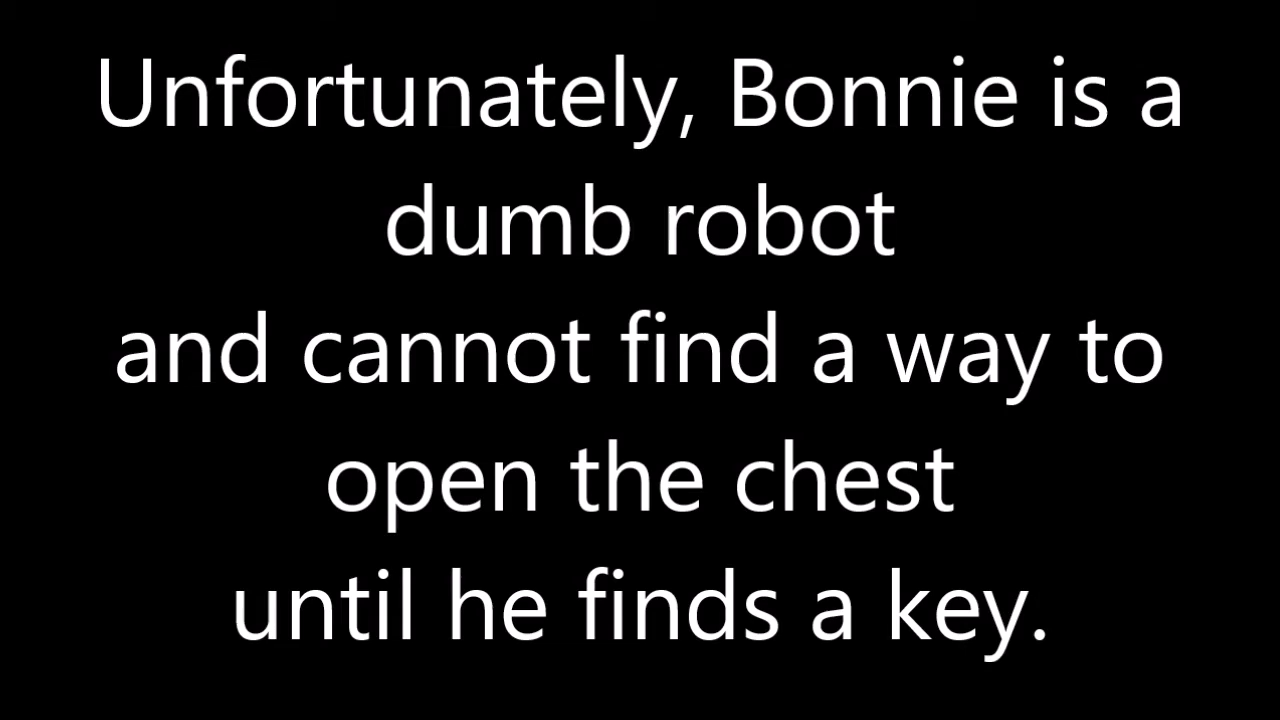 Unfortunately, Bonnie is a
dumb robot
and cannot find a way to
open the chest
until he finds a key.